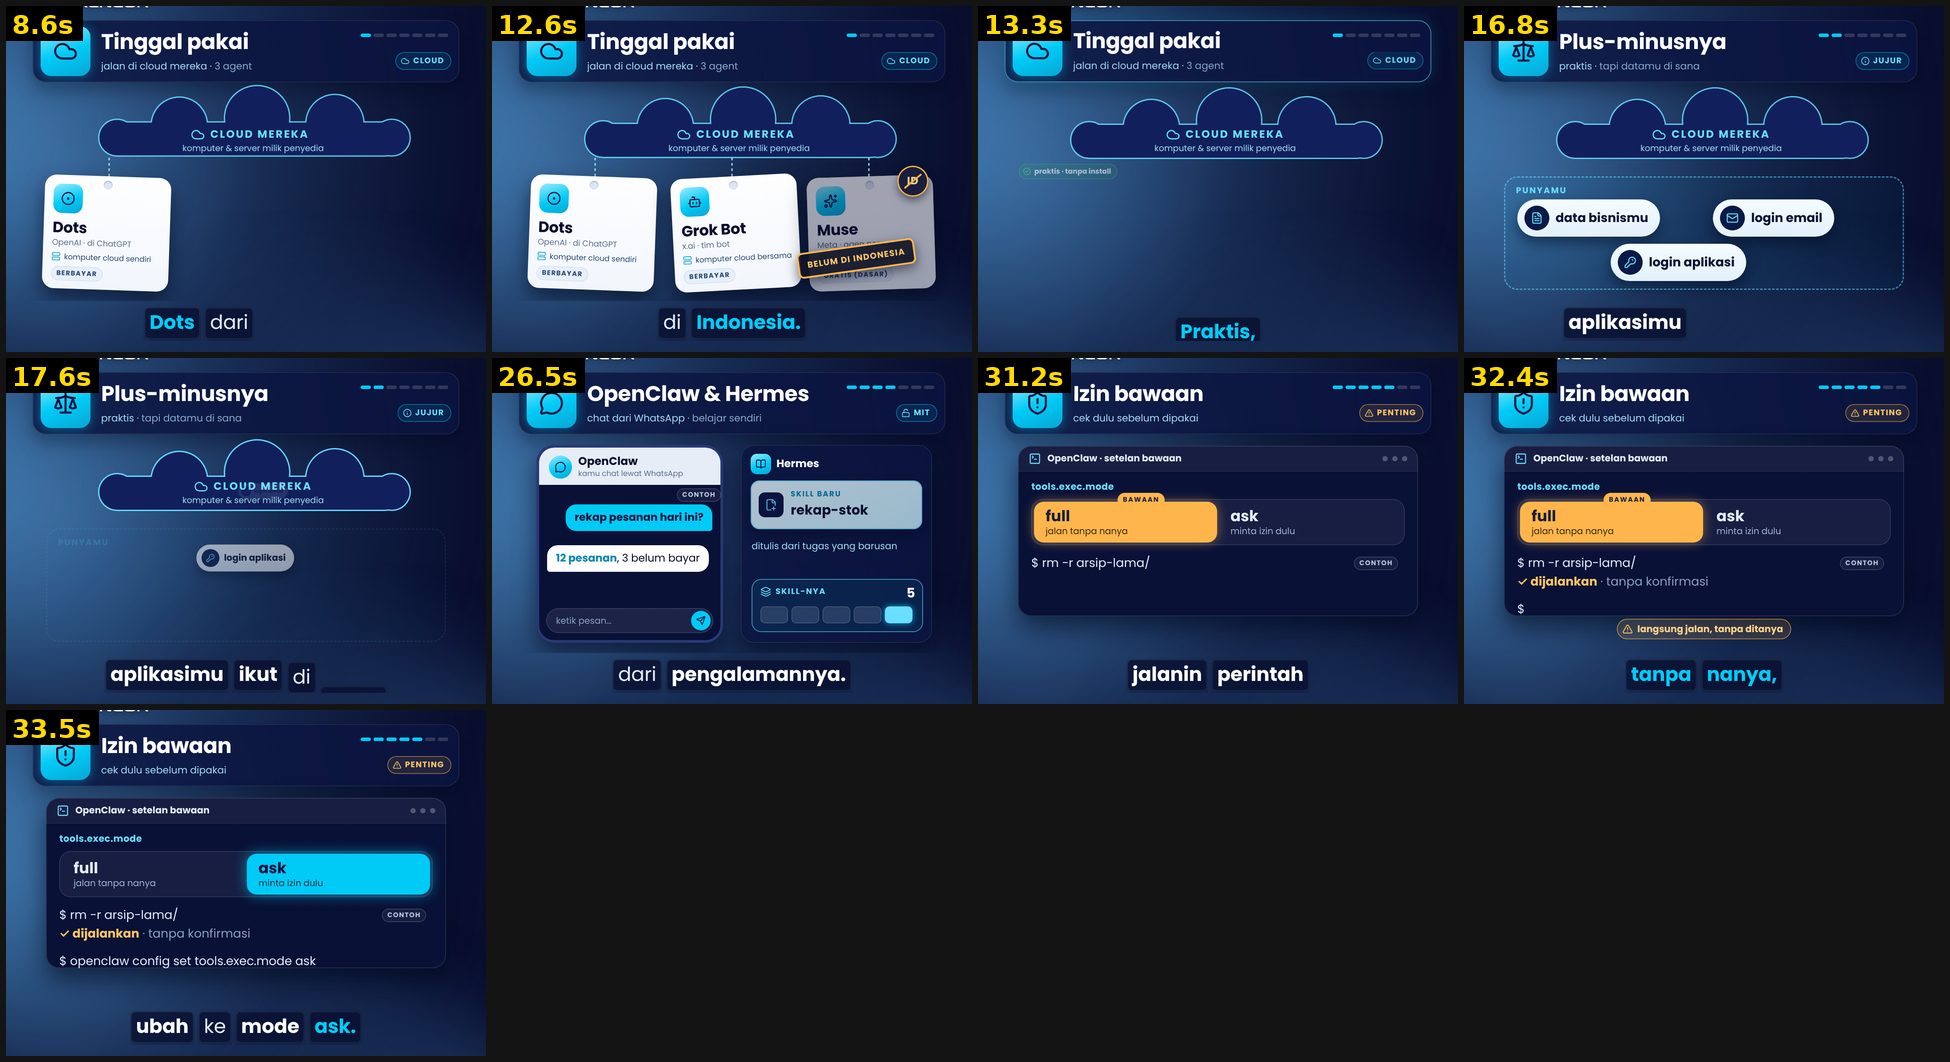 8.6s
Tinggal pakai
jalan di cloud mereka · 3 agent
CLOUD
CLOUD MEREKA
komputer & server milik penyedia
Dots
OpenAI · di ChatGPT
komputer cloud sendiri
BERBAYAR
Dots dari
12.6s
Tinggal pakai
jalan di cloud mereka · 3 agent
CLOUD
CLOUD MEREKA
komputer & server milik penyedia
Dots
OpenAI · di ChatGPT
komputer cloud sendiri
BERBAYAR
Grok Bot
x.ai · tim bot
komputer cloud bersama
BERBAYAR
ID
Muse
BELUM DI INDONESIA
GRATIS (DASAR)
di Indonesia.
13.3s
Tinggal pakai
jalan di cloud mereka · 3 agent
CLOUD
CLOUD MEREKA
komputer & server milik penyedia
praktis · tanpa install
Praktis,
16.8s
Plus-minusnya
praktis · tapi datamu di sana
JUJUR
CLOUD MEREKA
komputer & server milik penyedia
PUNYAMU
data bisnismu
login email
login aplikasi
aplikasimu
17.6s
Plus-minusnya
praktis · tapi datamu di sana
JUJUR
CLOUD MEREKA
komputer & server milik penyedia
PUNYAMU
login aplikasi
aplikasimu ikut di
26.5s
OpenClaw & Hermes
chat dari WhatsApp · belajar sendiri
MIT
OpenClaw
kamu chat lewat WhatsApp
CONTOH
rekap pesanan hari ini?
12 pesanan, 3 belum bayar
ketik pesan...
Hermes
SKILL BARU
rekap-stok
ditulis dari tugas yang barusan
SKILL-NYA 5
dari pengalamannya.
31.2s
Izin bawaan
cek dulu sebelum dipakai
PENTING
OpenClaw · setelan bawaan
tools.exec.mode
BAWAAN
full
jalan tanpa nanya
ask
minta izin dulu
$ rm -r arsip-lama/
CONTOH
jalanin perintah
32.4s
Izin bawaan
cek dulu sebelum dipakai
PENTING
OpenClaw · setelan bawaan
tools.exec.mode
BAWAAN
full
jalan tanpa nanya
ask
minta izin dulu
$ rm -r arsip-lama/
CONTOH
✓ dijalankan · tanpa konfirmasi
$
langsung jalan, tanpa ditanya
tanpa nanya,
33.5s
Izin bawaan
cek dulu sebelum dipakai
PENTING
OpenClaw · setelan bawaan
tools.exec.mode
full
jalan tanpa nanya
ask
minta izin dulu
$ rm -r arsip-lama/
CONTOH
✓ dijalankan · tanpa konfirmasi
$ openclaw config set tools.exec.mode ask
ubah ke mode ask.